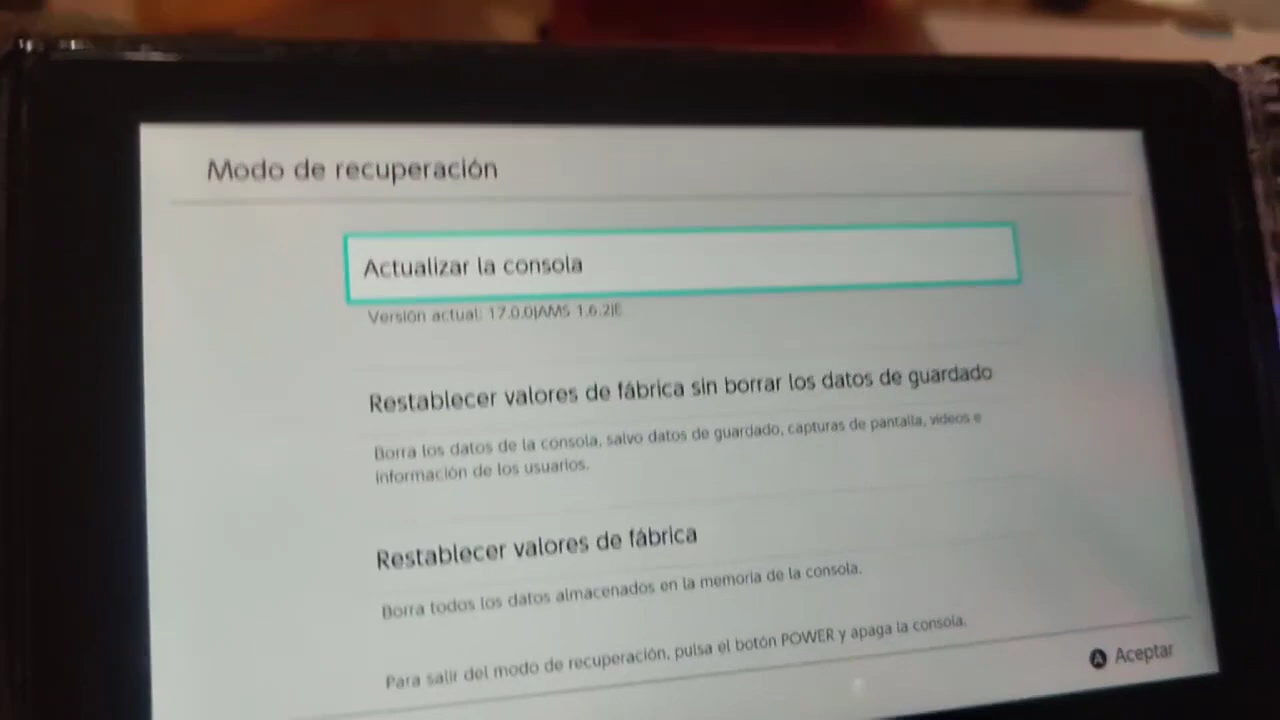 Modo de recuperación
Actualizar la consola
Versión actual: 17.0.0|AMS 1.6.2|E
Restablecer valores de fábrica sin borrar los datos de guardado
Borra los datos de la consola, salvo datos de guardado, capturas de pantalla, vídeos e
información de los usuarios.
Restablecer valores de fábrica
Borra todos los datos almacenados en la memoria de la consola.
Para salir del modo de recuperación, pulsa el botón POWER y apaga la consola.
A Aceptar